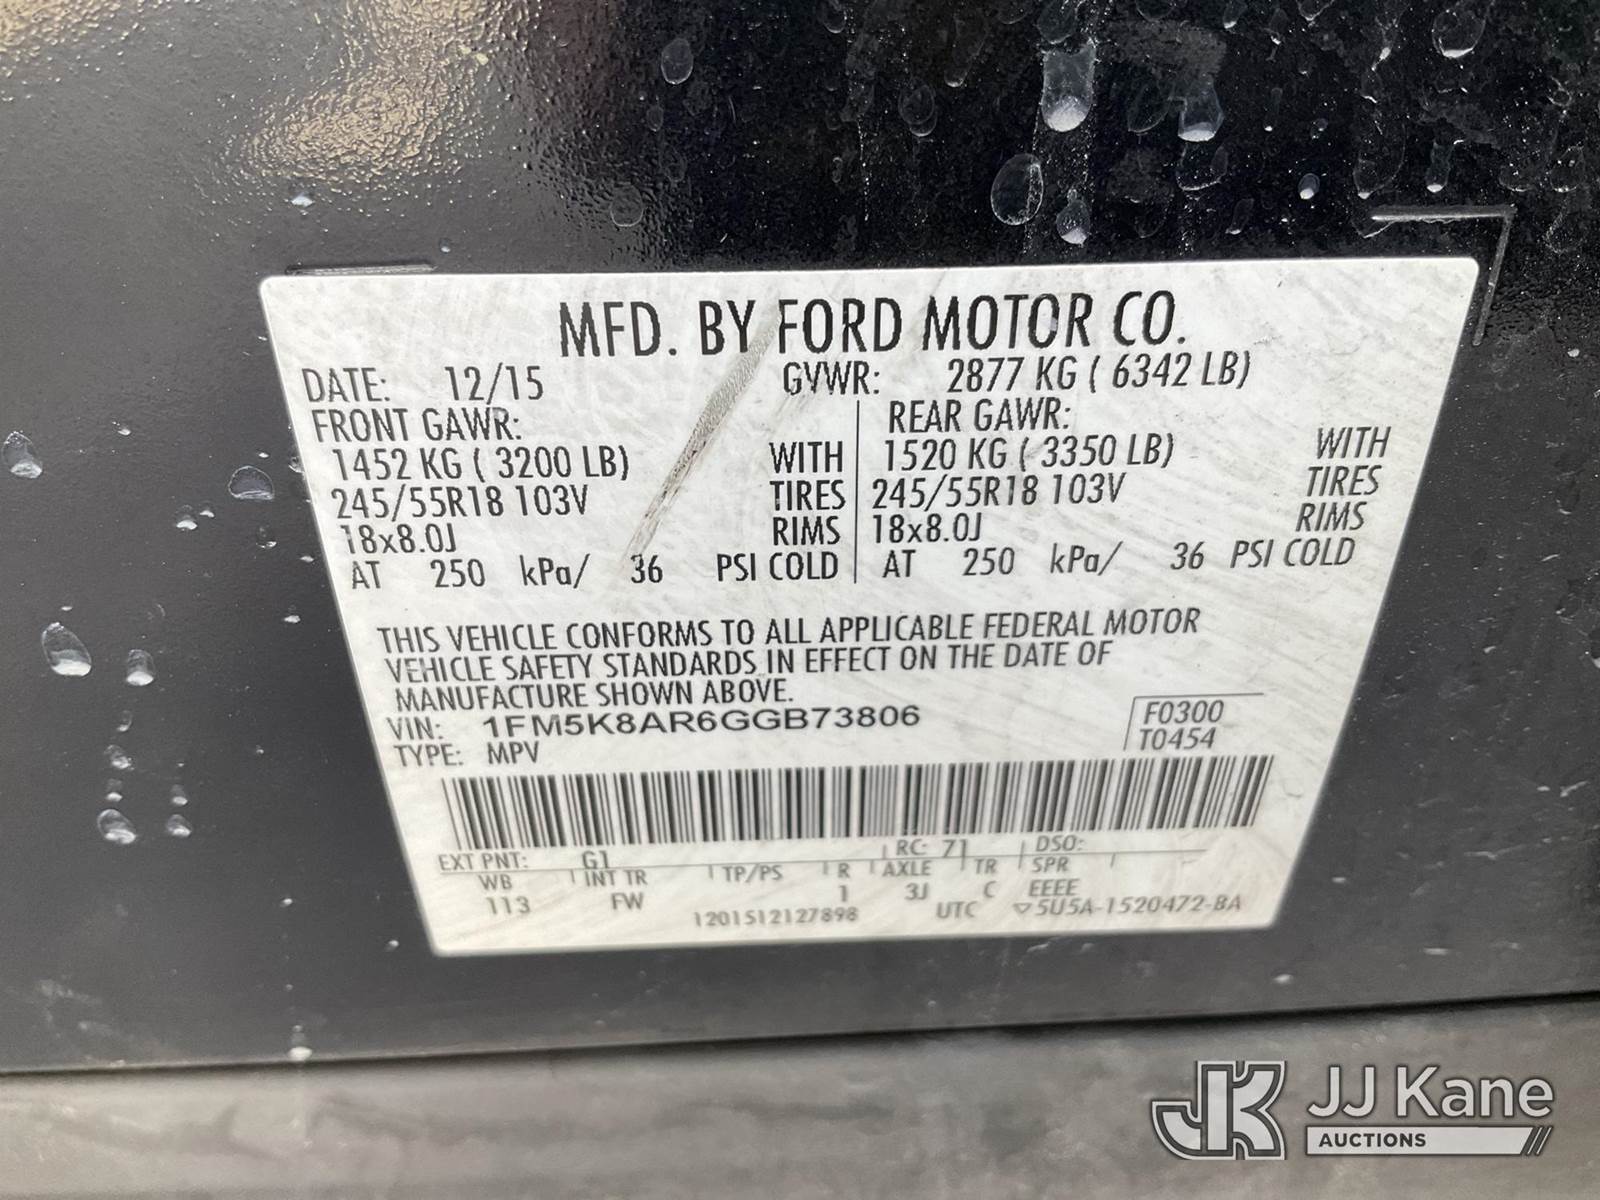 MFD. BY FORD MOTOR CO.
DATE: 12/15 GVWR: 2877 KG ( 6342 LB)
FRONT GAWR: REAR GAWR:
1452 KG ( 3200 LB) WITH 1520 KG ( 3350 LB) WITH
245/55R18 103V TIRES 245/55R18 103V TIRES
18x8.0J RIMS 18x8.0J RIMS
AT 250 kPa/ 36 PSI COLD AT 250 kPa/ 36 PSI COLD
THIS VEHICLE CONFORMS TO ALL APPLICABLE FEDERAL MOTOR
VEHICLE SAFETY STANDARDS IN EFFECT ON THE DATE OF
MANUFACTURE SHOWN ABOVE.
VIN: 1FM5K8AR6GGB73806 F0300
TYPE: MPV T0454
EXT PNT: G1 RC: 71 DSO:
WB INT TR TP/PS R AXLE TR SPR
113 FW 1 3J C EEEE
1201512127898 UTC ▽5U5A-1520472-BA
JK JJ Kane
AUCTIONS